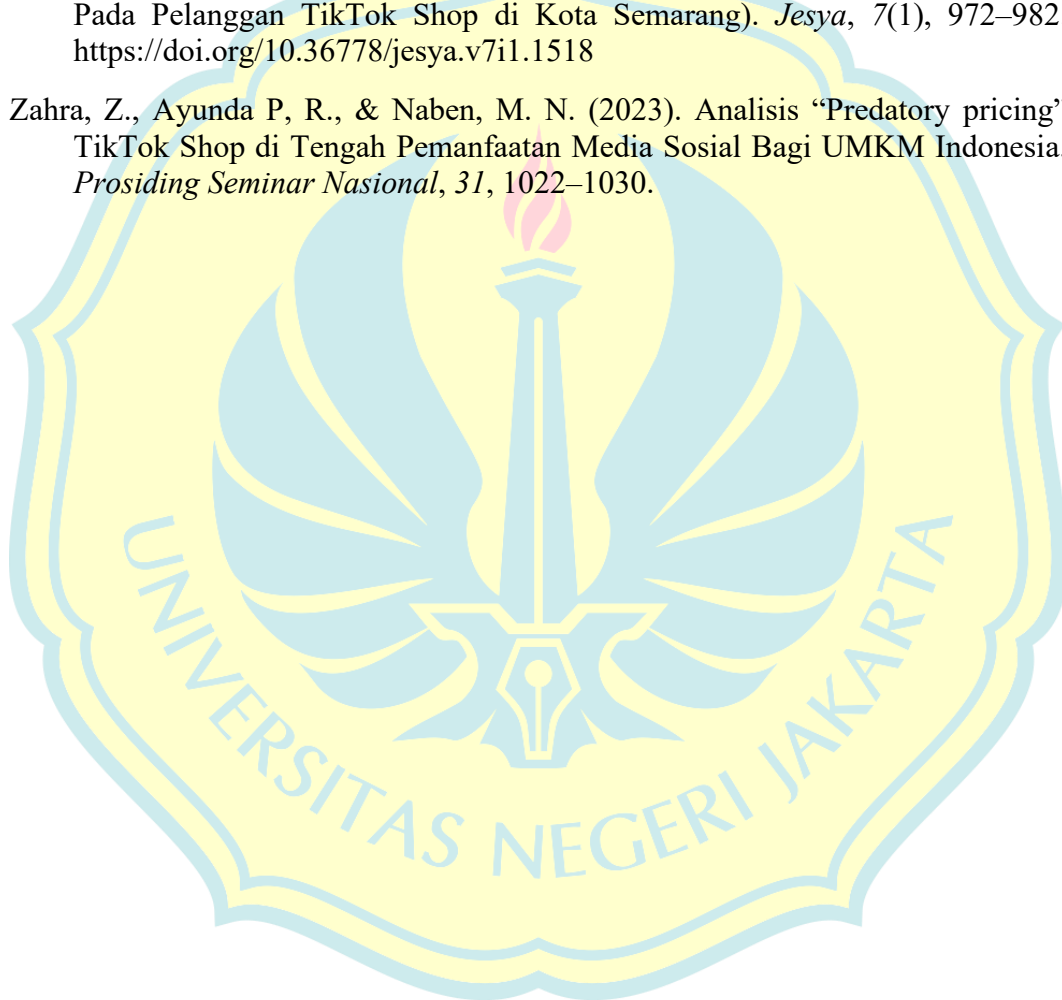 Pada Pelanggan TikTok Shop di Kota Semarang). Jesya, 7(1), 972–982
https://doi.org/10.36778/jesya.v7i1.1518
Zahra, Z., Ayunda P, R., & Naben, M. N. (2023). Analisis “Predatory pricing”
TikTok Shop di Tengah Pemanfaatan Media Sosial Bagi UMKM Indonesia.
Prosiding Seminar Nasional, 31, 1022–1030.
UNIVERSITAS NEGERI JAKARTA